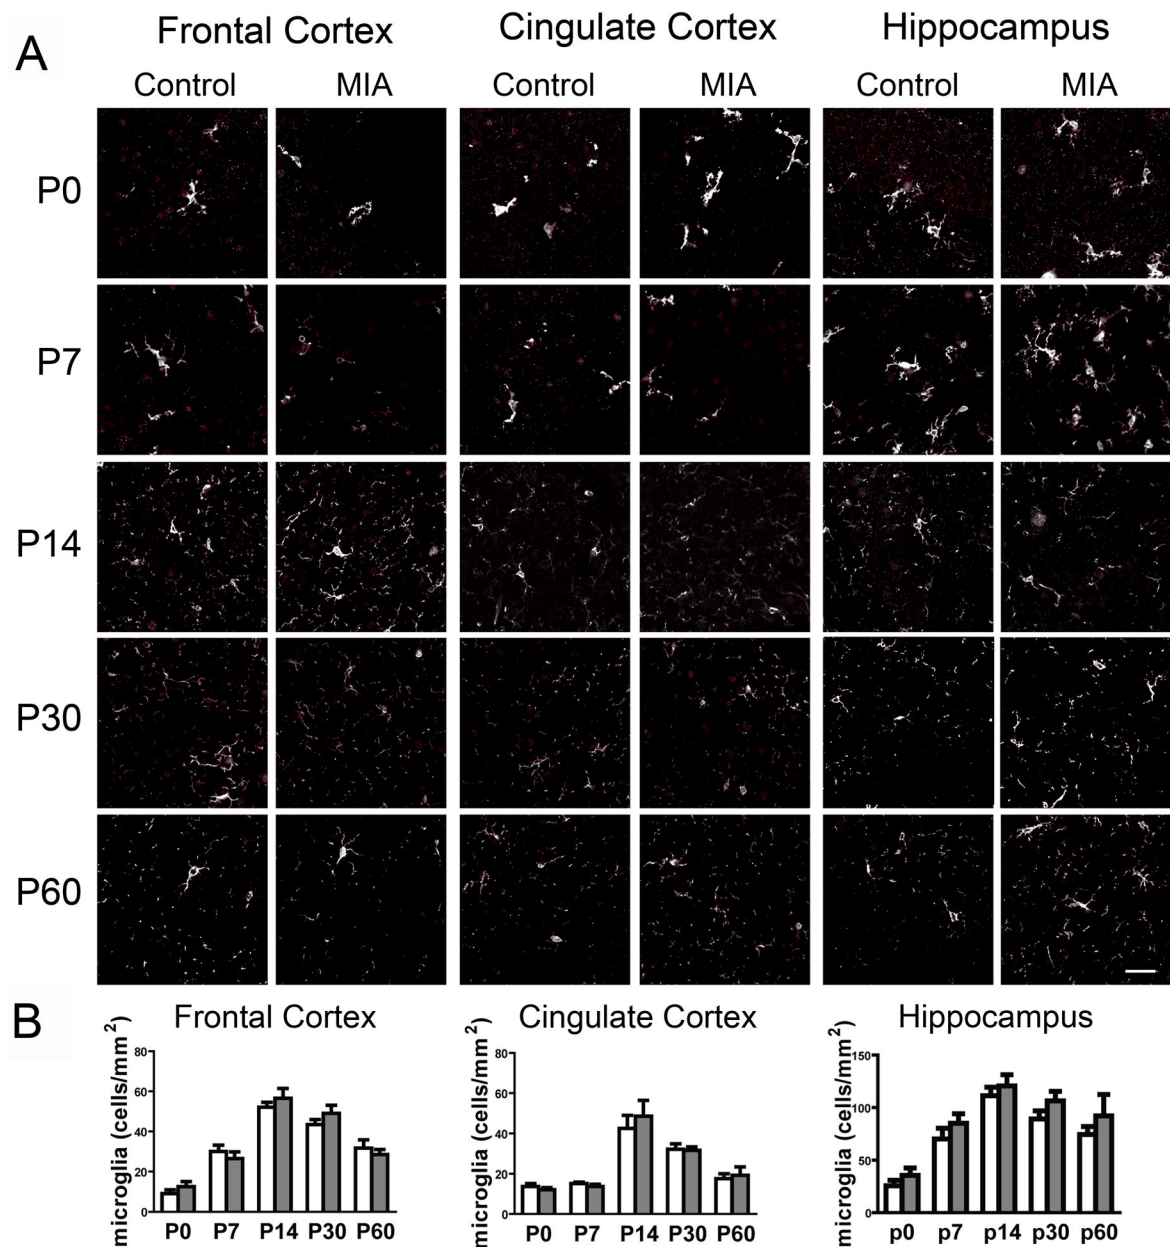 A
Frontal Cortex Cingulate Cortex Hippocampus
Control MIA Control MIA Control MIA
P0
P7
P14
P30
P60
B
Frontal Cortex Cingulate Cortex Hippocampus
microglia (cells/mm²)
80
60
40
20
0
P0 P7 P14 P30 P60
microglia (cells/mm²)
80
60
40
20
0
P0 P7 P14 P30 P60
microglia (cells/mm²)
150
100
50
0
p0 p7 p14 p30 p60